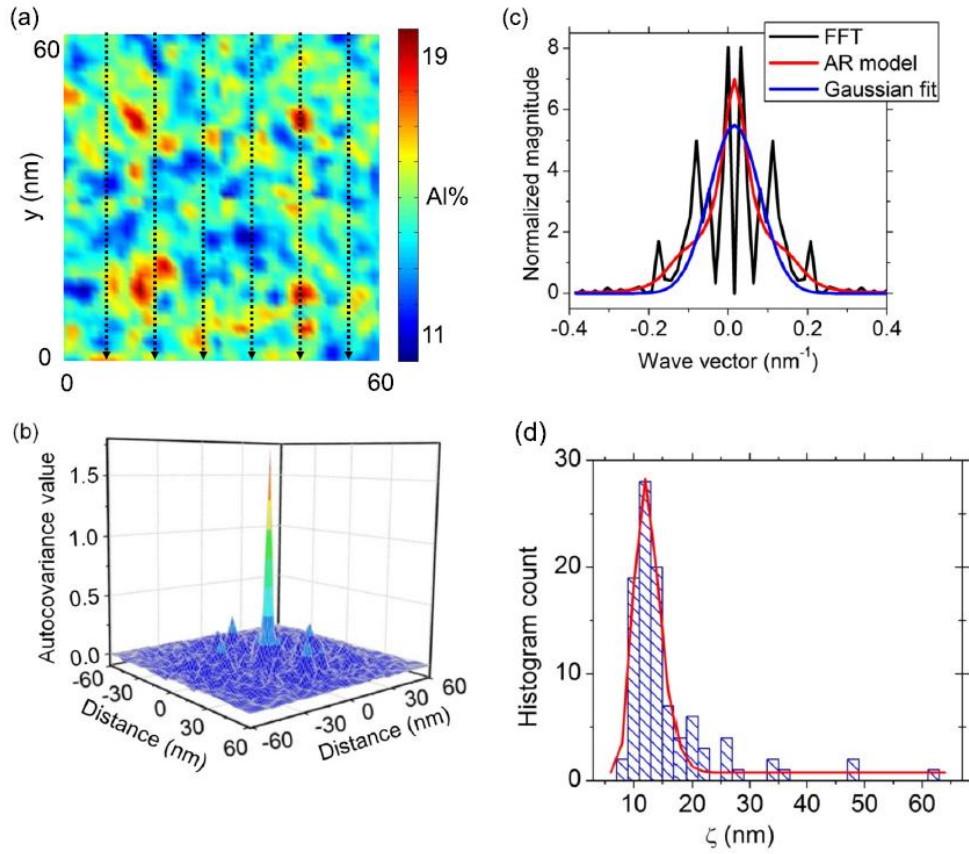 (a)
60
y (nm)
0
0
60
19
Al%
11
(b)
Autocovariance value
1.5
1.0
0.5
0.0
-60
-30
0
30
60
Distance (nm)
-60
-30
0
30
60
Distance (nm)
(c)
FFT
AR model
Gaussian fit
Normalized magnitude
8
6
4
2
0
-0.4 -0.2 0.0 0.2 0.4
Wave vector (nm-1)
(d)
Histogram count
30
20
10
0
10 20 30 40 50 60
ζ (nm)